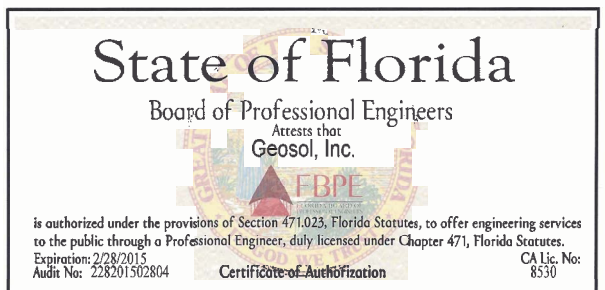 State of Florida
Board of Professional Engineers
Attests that
Geosol, Inc.
FBPE
is authorized under the provisions of Section 471.023, Florida Statutes, to offer engineering services
to the public through a Professional Engineer, duly licensed under Chapter 471, Florida Statutes.
Expiration: 2/28/2015
Audit No: 228201502804
Certificate of Authorization
CA Lic. No:
8530